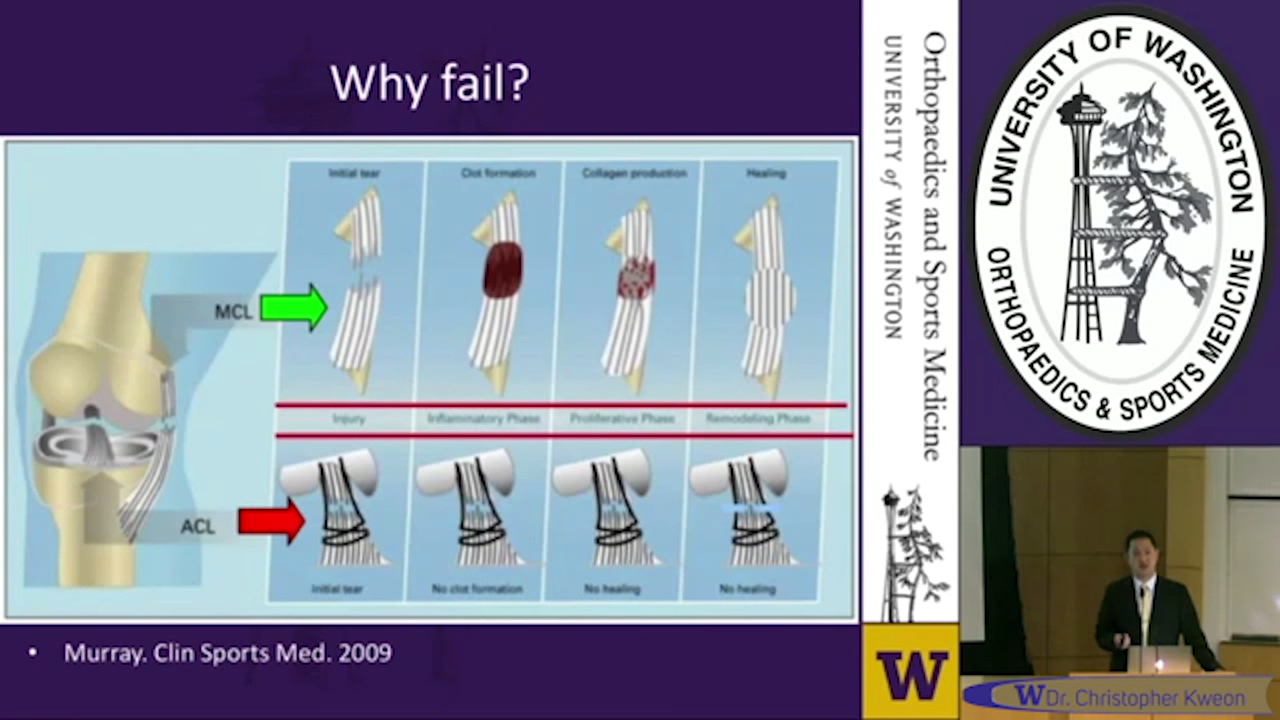 Why fail?
Initial tear
Clot formation
Collagen production
Healing
MCL
Injury
Inflammatory Phase
Proliferative Phase
Remodeling Phase
ACL
Initial tear
No clot formation
No healing
No healing
• Murray. Clin Sports Med. 2009
Orthopaedics and Sports Medicine
UNIVERSITY of WASHINGTON
W
UNIVERSITY OF WASHINGTON
ORTHOPAEDICS & SPORTS MEDICINE
W Dr. Christopher Kweon